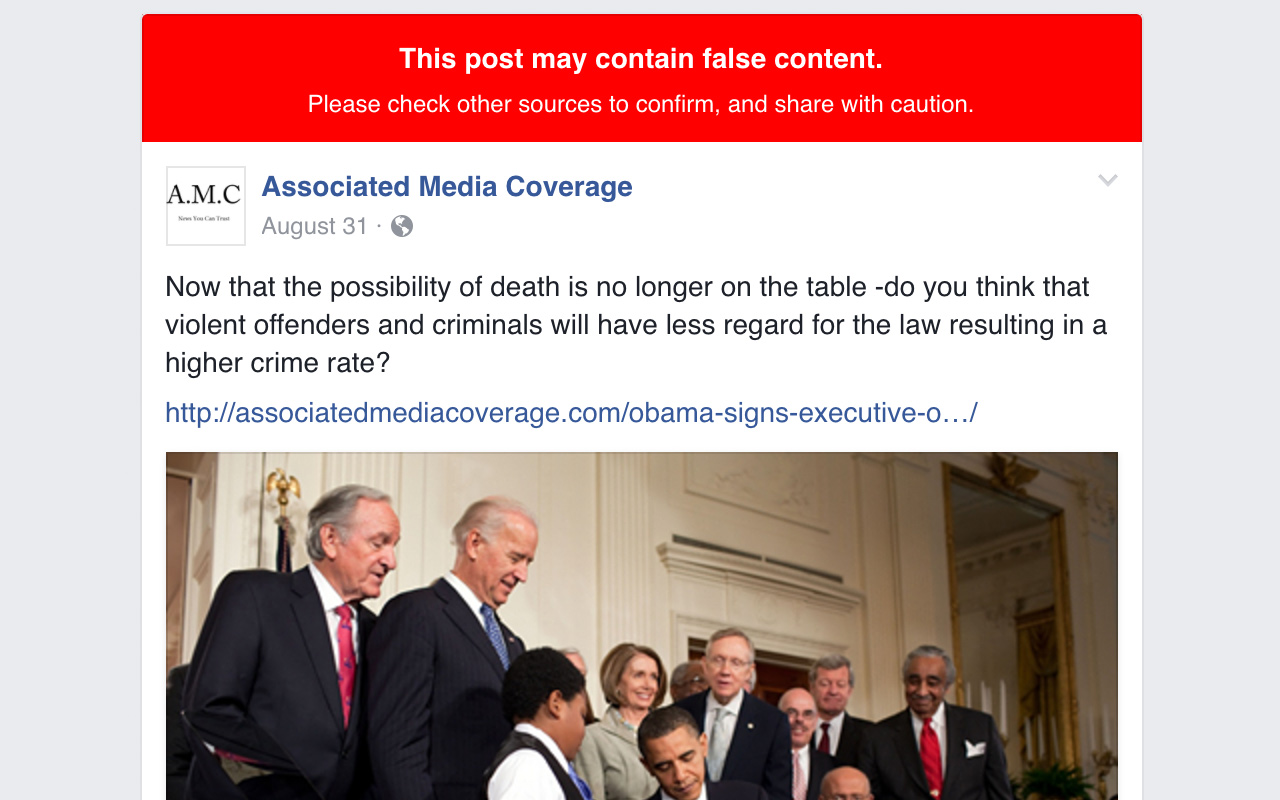 This post may contain false content.
Please check other sources to confirm, and share with caution.
A.M.C
News You Can Trust
Associated Media Coverage
August 31 ·
Now that the possibility of death is no longer on the table -do you think that
violent offenders and criminals will have less regard for the law resulting in a
higher crime rate?
http://associatedmediacoverage.com/obama-signs-executive-o…/